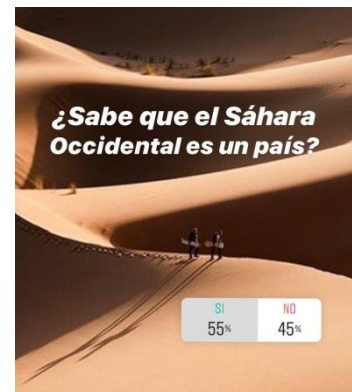 ¿Sabe que el Sáhara
Occidental es un país?
SI NO
55% 45%